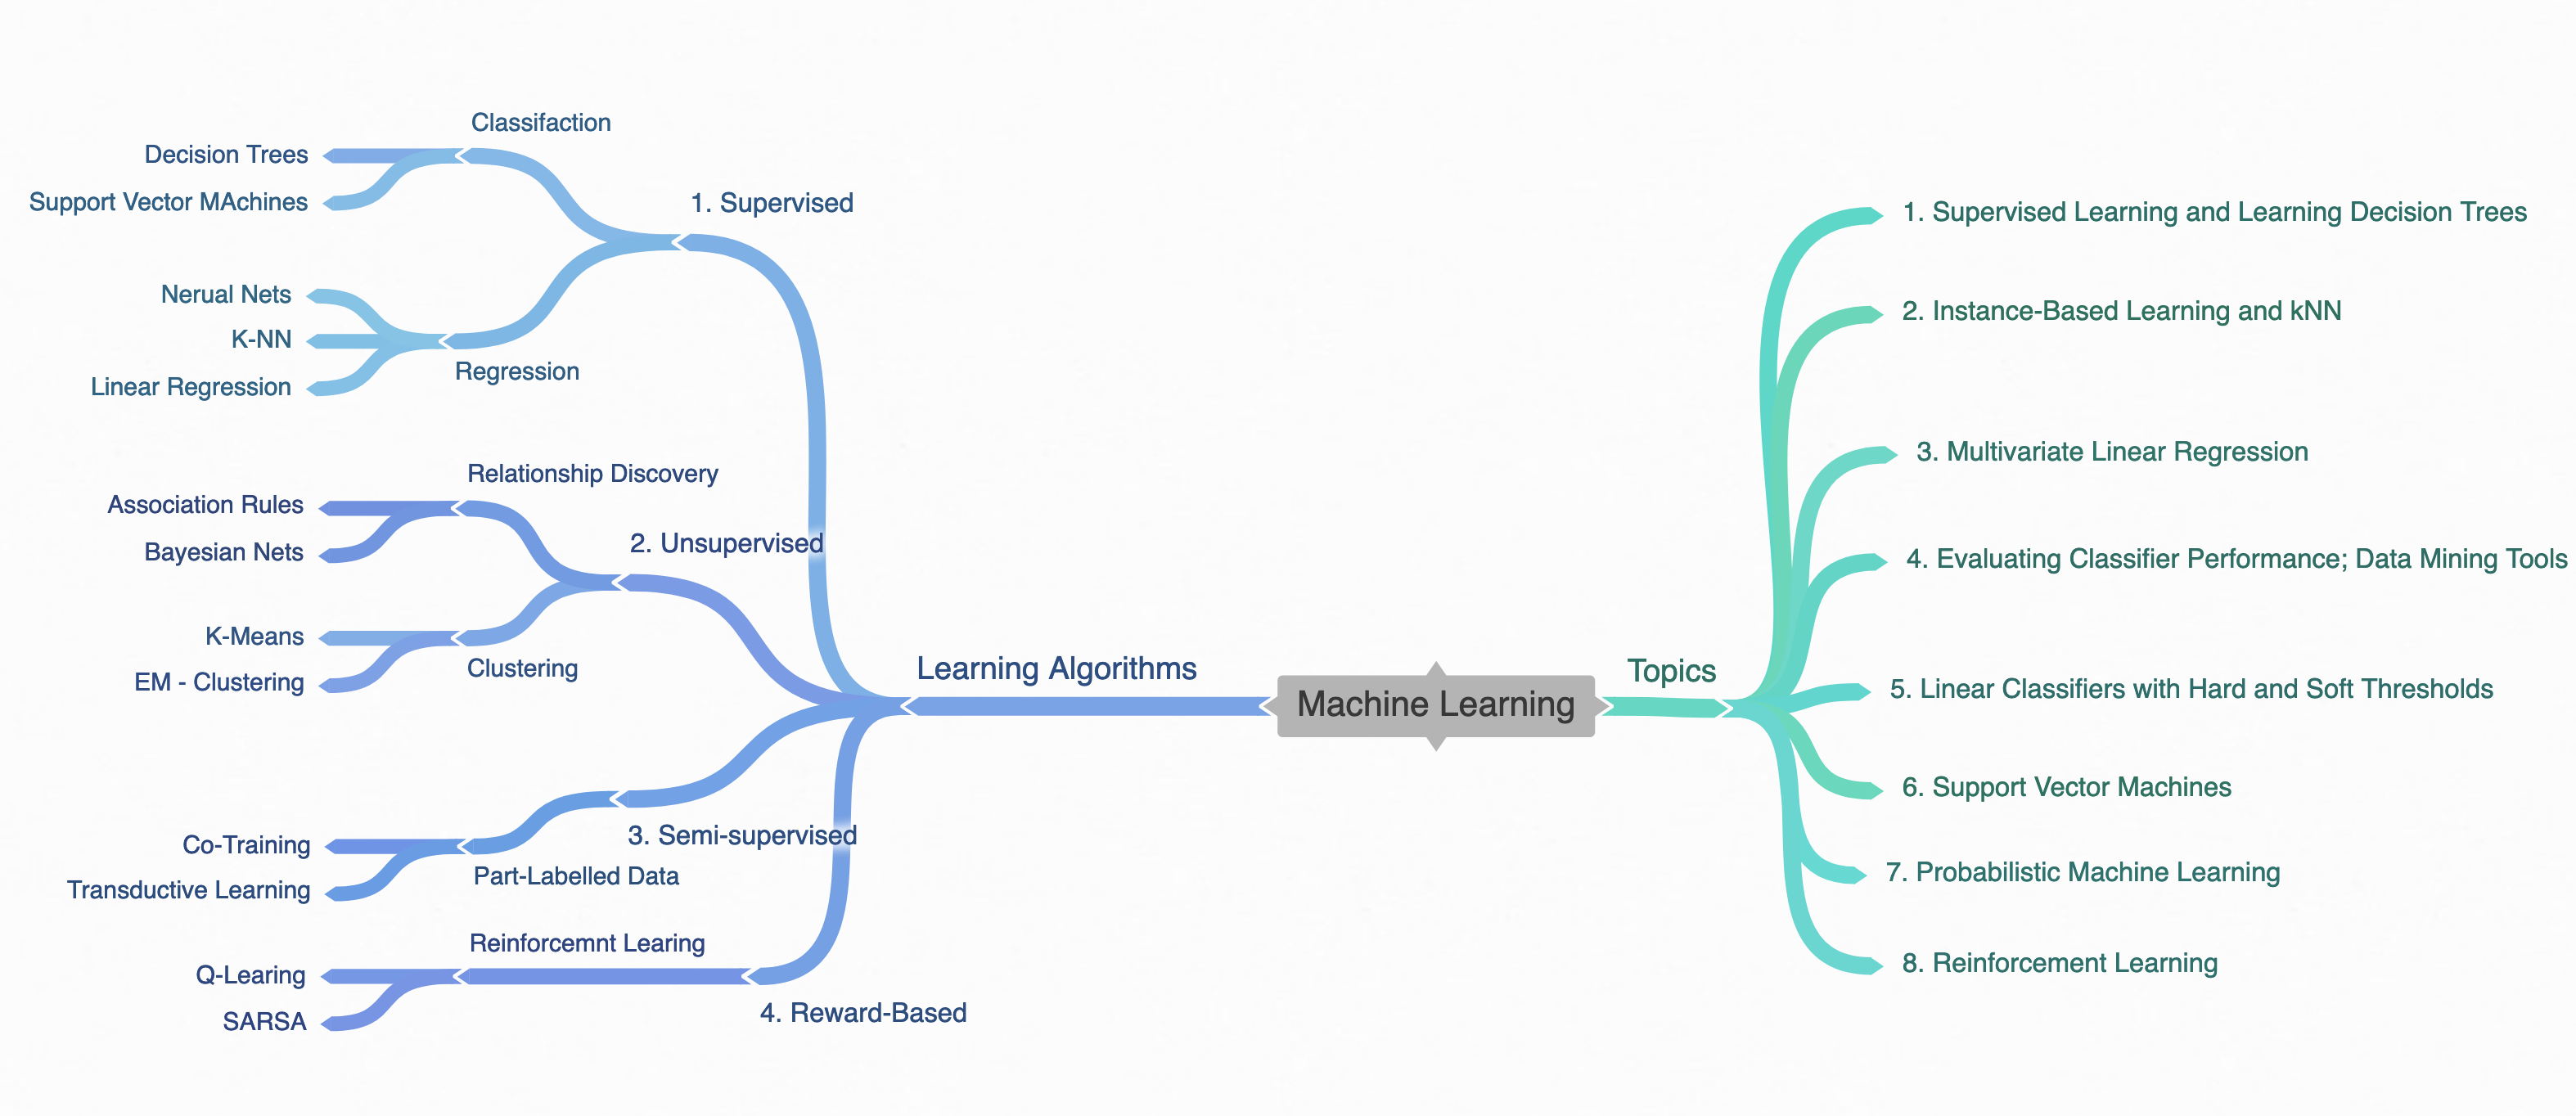 Machine Learning
Learning Algorithms
1. Supervised
Classifaction
Decision Trees
Support Vector MAchines
Regression
Nerual Nets
K-NN
Linear Regression
2. Unsupervised
Relationship Discovery
Association Rules
Bayesian Nets
Clustering
K-Means
EM - Clustering
3. Semi-supervised
Part-Labelled Data
Co-Training
Transductive Learning
4. Reward-Based
Reinforcemnt Learing
Q-Learing
SARSA
Topics
1. Supervised Learning and Learning Decision Trees
2. Instance-Based Learning and kNN
3. Multivariate Linear Regression
4. Evaluating Classifier Performance; Data Mining Tools
5. Linear Classifiers with Hard and Soft Thresholds
6. Support Vector Machines
7. Probabilistic Machine Learning
8. Reinforcement Learning